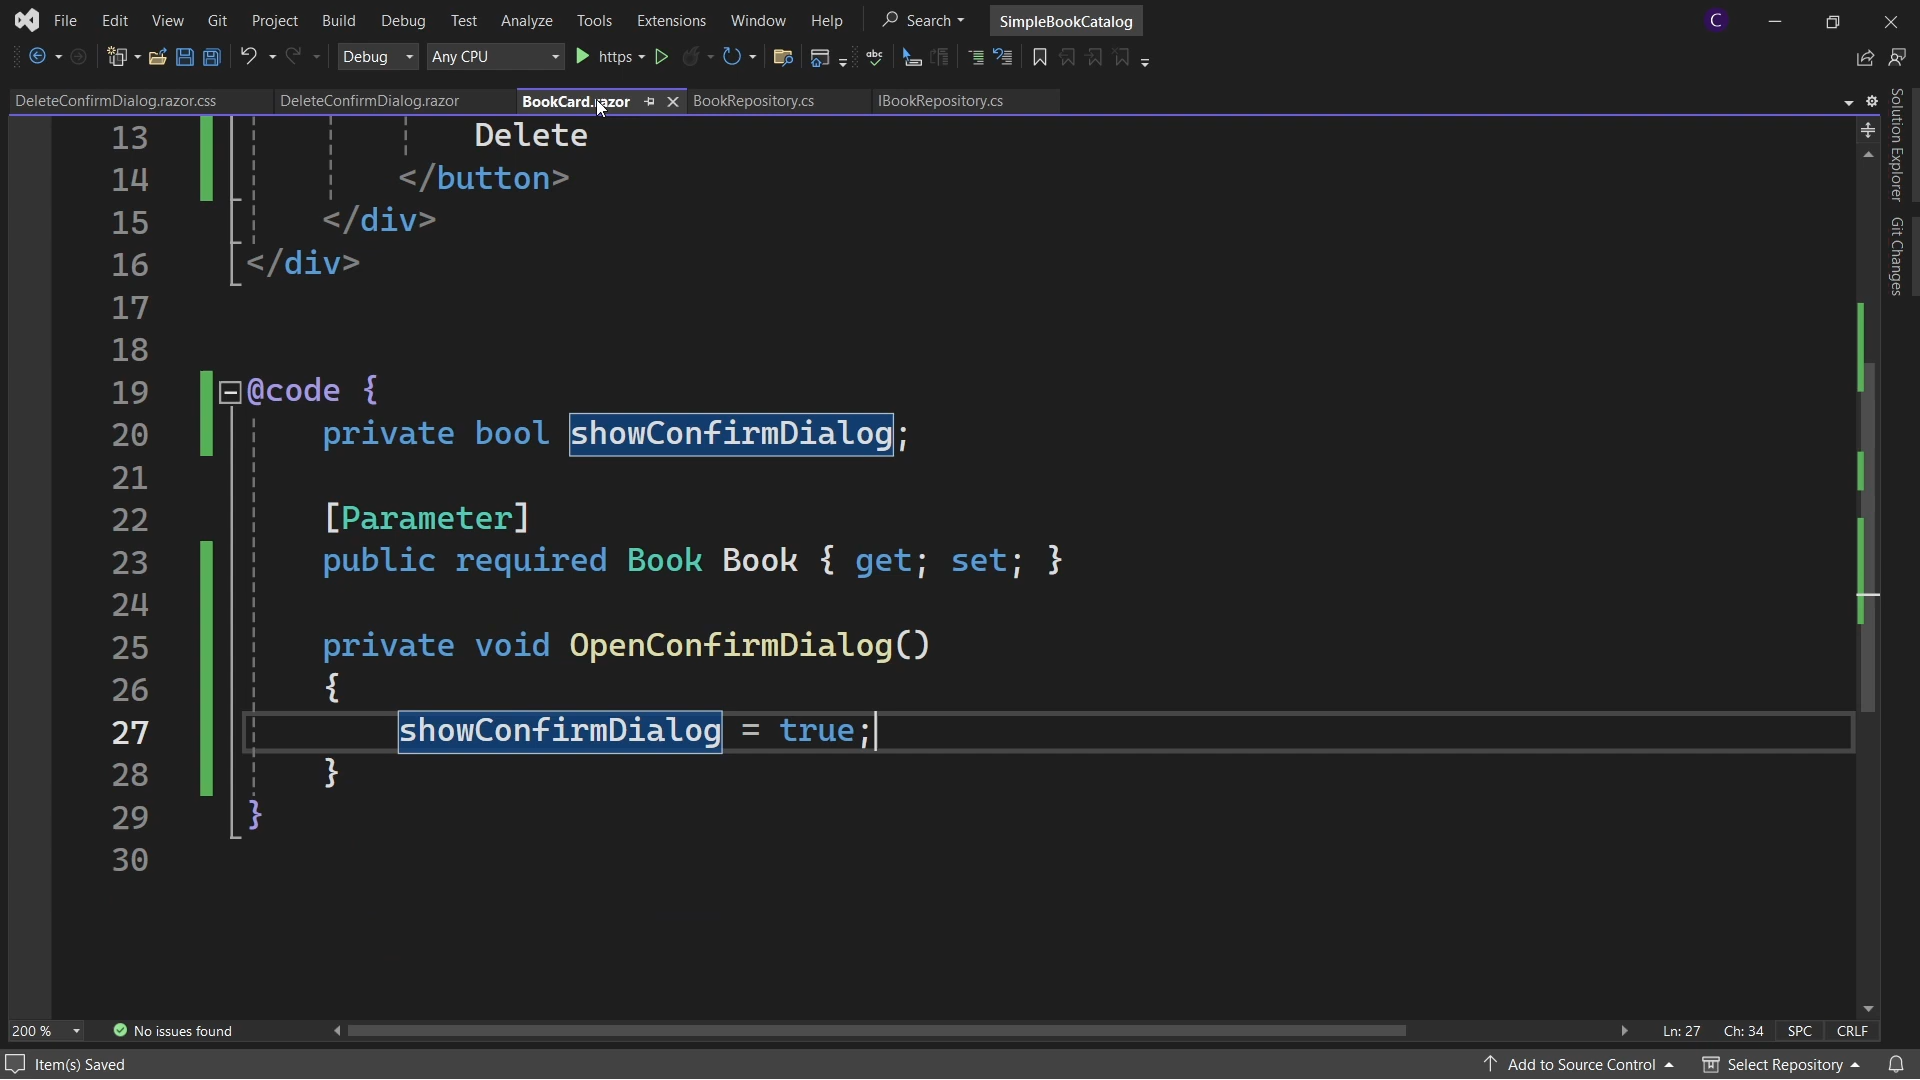 File Edit View Git Project Build Debug Test Analyze Tools Extensions Window Help Search SimpleBookCatalog C
Debug Any CPU https abc
DeleteConfirmDialog.razor.css DeleteConfirmDialog.razor BookCard.razor BookRepository.cs IBookRepository.cs
13 Delete
14 </button>
15 </div>
16 </div>
17
18
19 @code {
20 private bool showConfirmDialog;
21
22 [Parameter]
23 public required Book Book { get; set; }
24
25 private void OpenConfirmDialog()
26 {
27 showConfirmDialog = true;
28 }
29 }
30
Solution Explorer
Git Changes
200 % No issues found Ln: 27 Ch: 34 SPC CRLF
Item(s) Saved Add to Source Control Select Repository